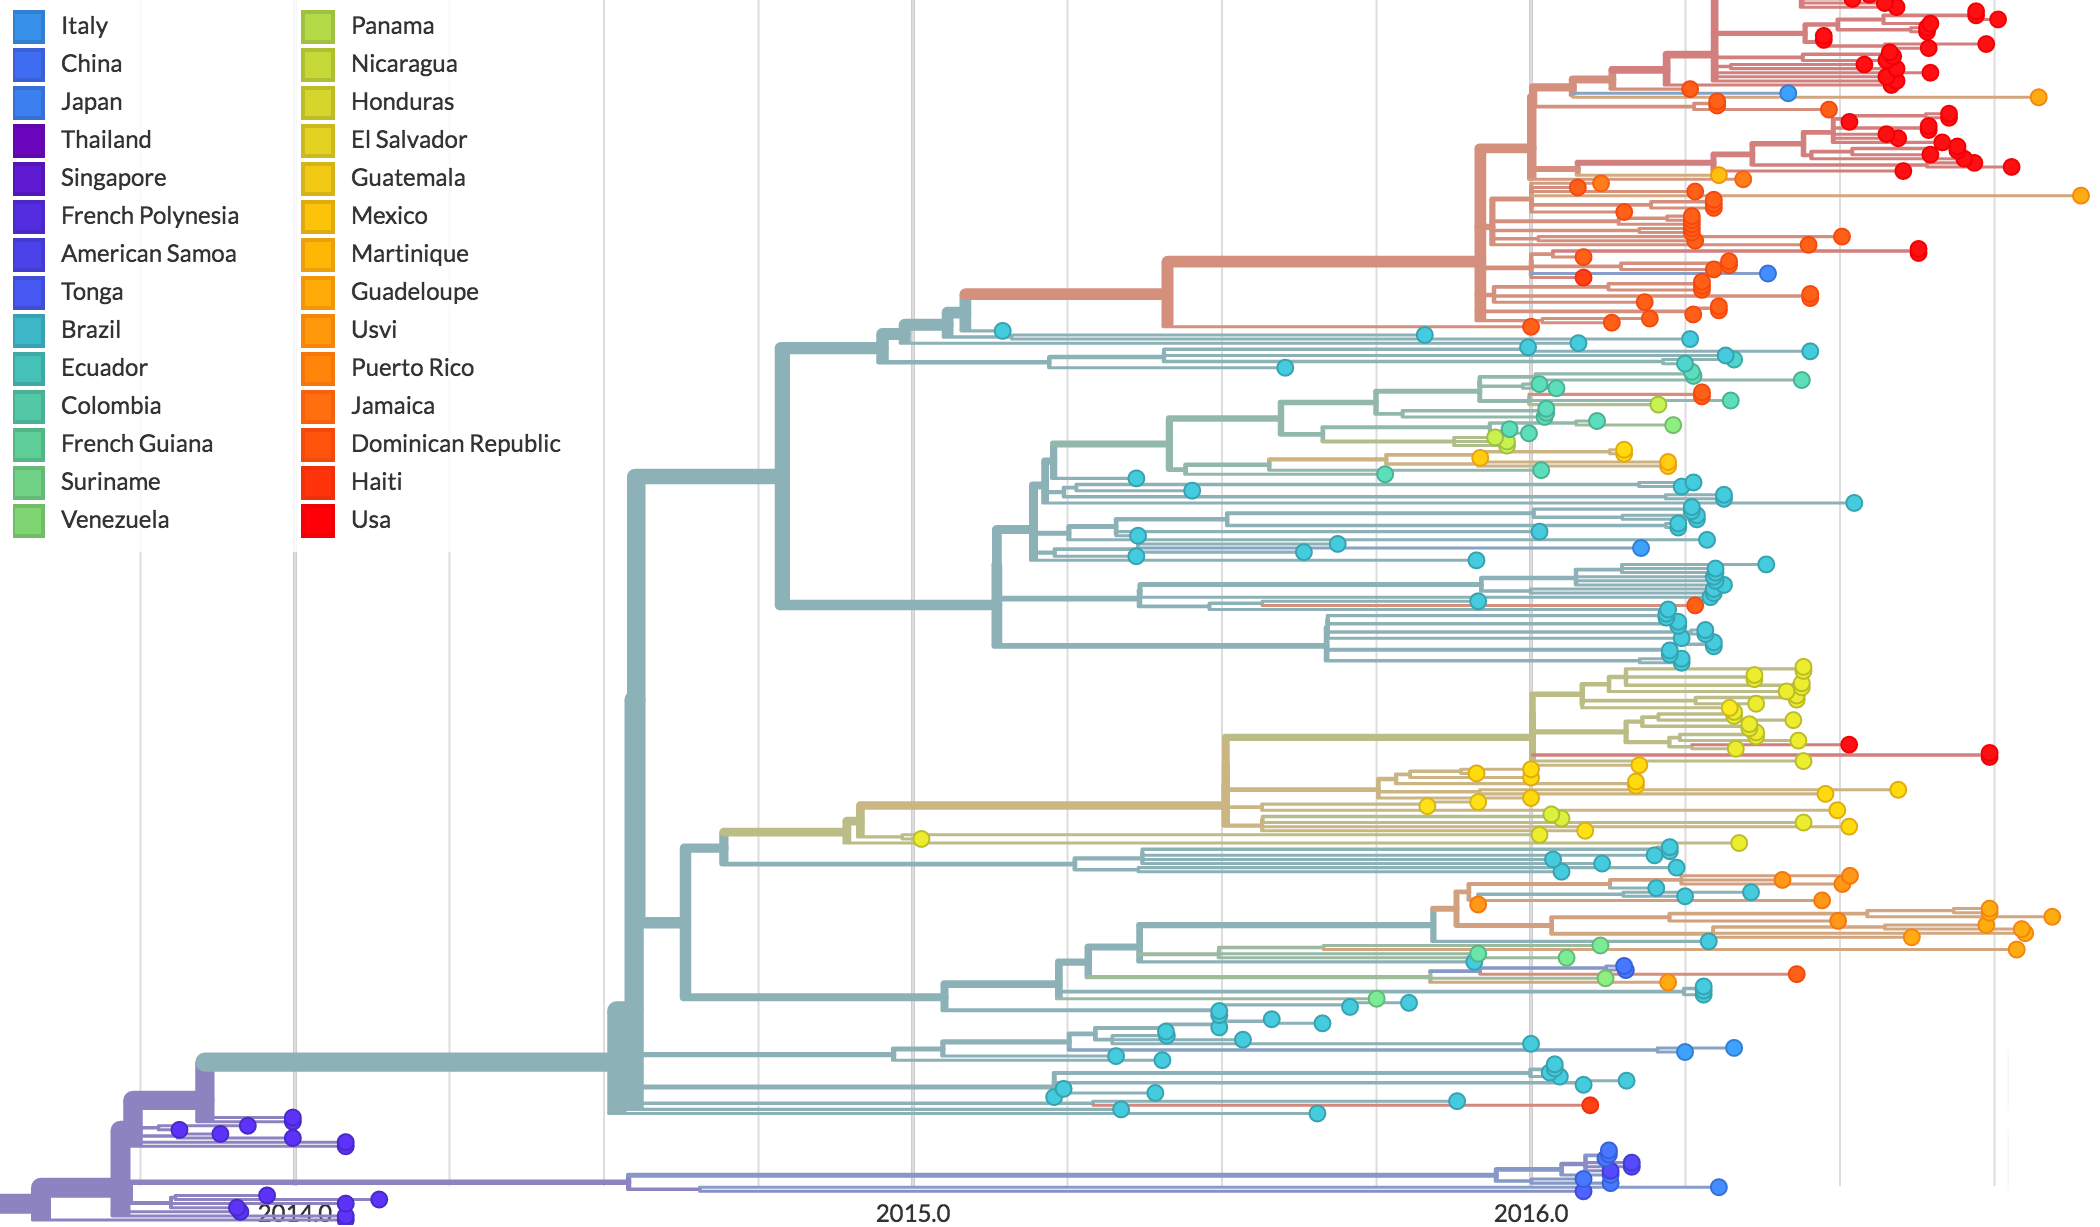 Italy
China
Japan
Thailand
Singapore
French Polynesia
American Samoa
Tonga
Brazil
Ecuador
Colombia
French Guiana
Suriname
Venezuela
Panama
Nicaragua
Honduras
El Salvador
Guatemala
Mexico
Martinique
Guadeloupe
Usvi
Puerto Rico
Jamaica
Dominican Republic
Haiti
Usa
2014.0
2015.0
2016.0